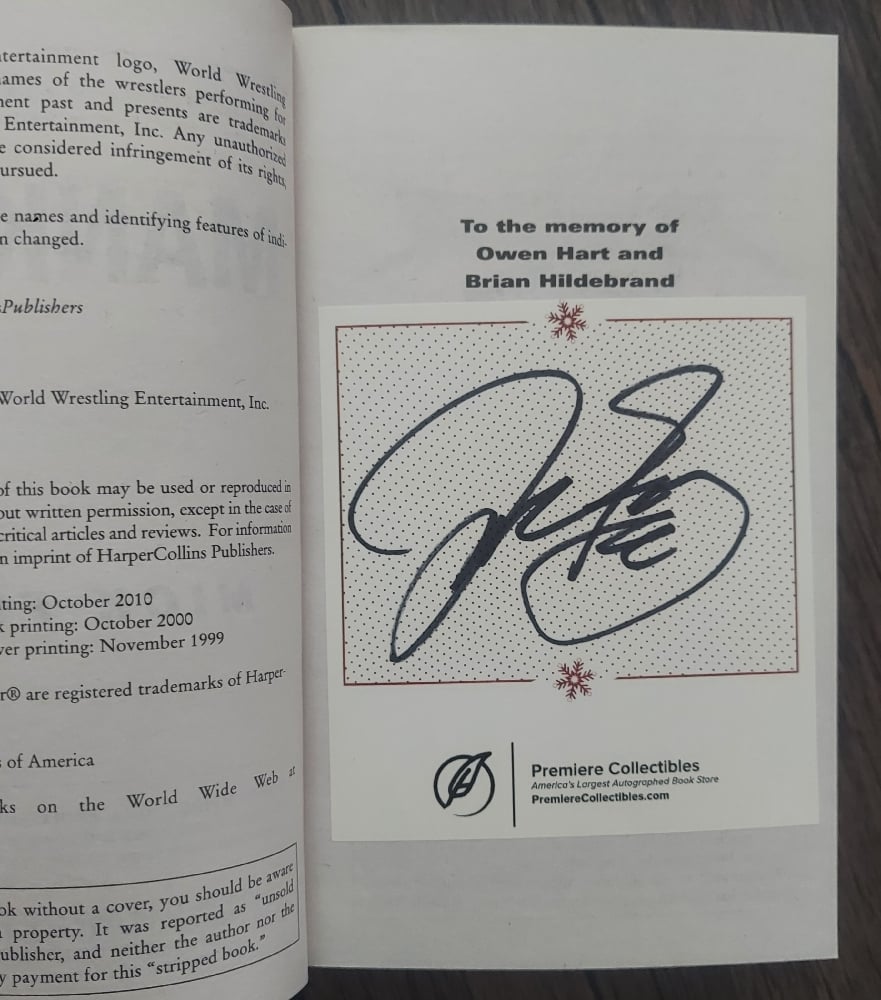 tertainment logo, World Wrestling
ames of the wrestlers performing for
ment past and presents are trademarks
Entertainment, Inc. Any unauthorized
e considered infringement of its rights,
ursued.
e names and identifying features of indi-
n changed.
Publishers
World Wrestling Entertainment, Inc.
of this book may be used or reproduced in
out written permission, except in the case of
critical articles and reviews. For information
n imprint of HarperCollins Publishers.
ting: October 2010
k printing: October 2000
ver printing: November 1999
r® are registered trademarks of Harper-
s of America
ks on the World Wide Web at
ok without a cover, you should be aware
n property. It was reported as "unsold
ublisher, and neither the author nor the
y payment for this "stripped book."
To the memory of
Owen Hart and
Brian Hildebrand
Premiere Collectibles
America's Largest Autographed Book Store
PremiereCollectibles.com